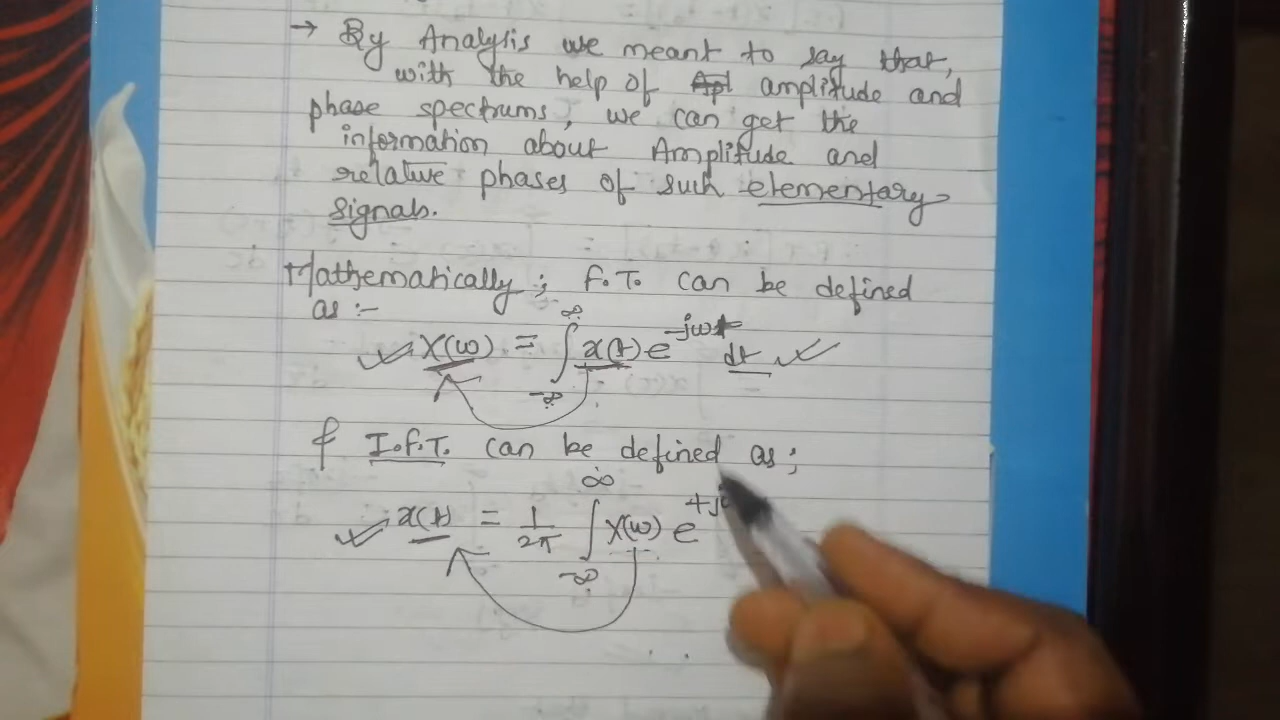 → By Analysis we meant to say that,
with the help of Apl amplitude and
phase spectrums, we can get the
information about Amplitude and
relative phases of such elementary
signals.
Mathematically; F.T. can be defined
as :-
X(ω) = ∫_{-∞}^{∞} x(t) e^{-jωt} dt
& I.F.T. can be defined as;
x(t) = 1/2π ∫_{-∞}^{∞} X(ω) e^{+j